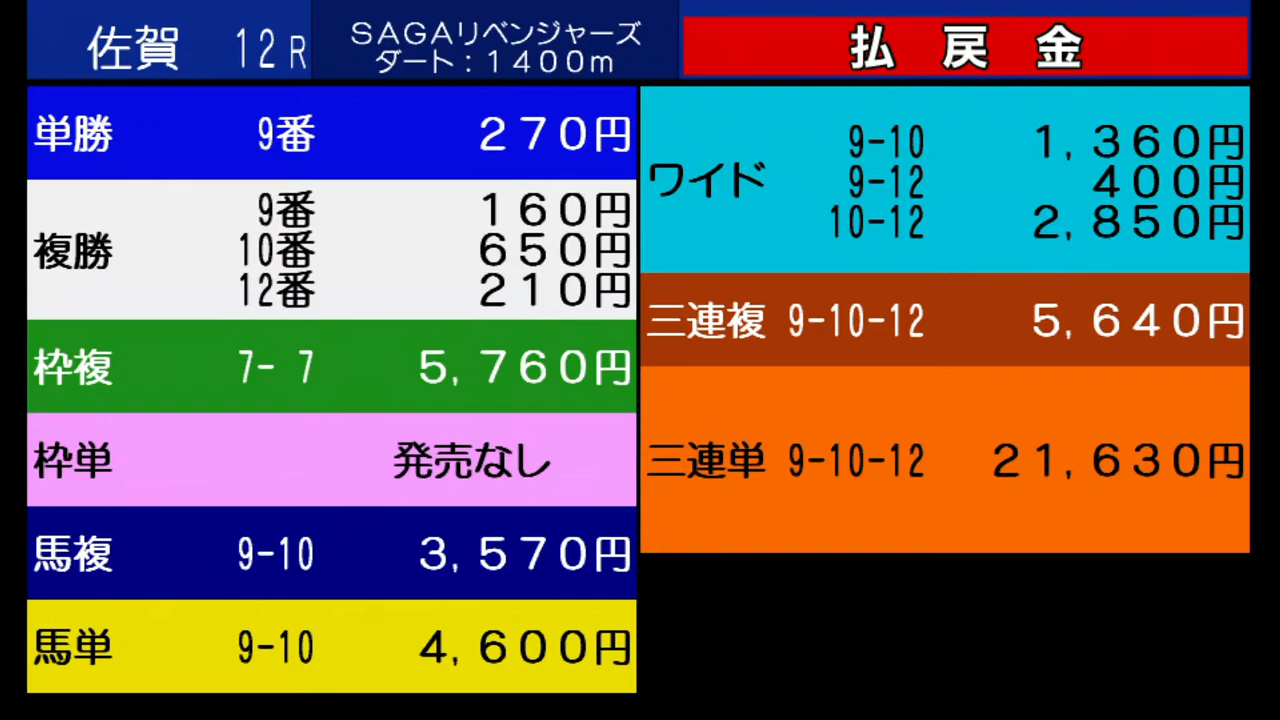 佐賀 12R
SAGAリベンジャーズ
ダート:1400m
払戻金
単勝 9番 270円
複勝 9番 160円
10番 650円
12番 210円
枠複 7- 7 5,760円
枠単 発売なし
馬複 9-10 3,570円
馬単 9-10 4,600円
ワイド 9-10 1,360円
9-12 400円
10-12 2,850円
三連複 9-10-12 5,640円
三連単 9-10-12 21,630円